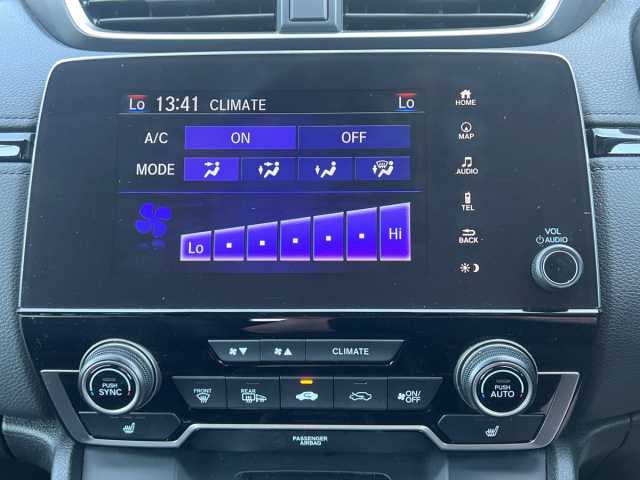 Lo 13:41 CLIMATE Lo
A/C ON OFF
MODE
Lo Hi
HOME
MAP
AUDIO
TEL
BACK
VOL
AUDIO
CLIMATE
PUSH
SYNC
FRONT
REAR
ON/
OFF
PUSH
AUTO
PASSENGER
AIRBAG